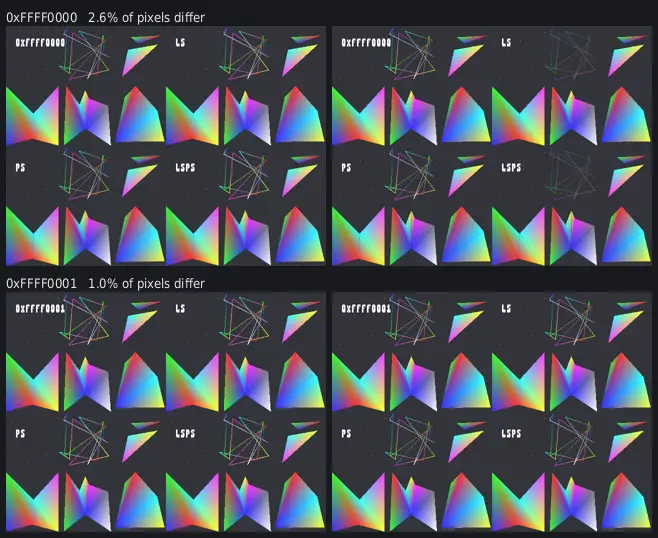 0xFFFF0000 2.6% of pixels differ
0xFFFF0000 LS 0xFFFF0000 LS
PS LSPS PS LSPS
0xFFFF0001 1.0% of pixels differ
0xFFFF0001 LS 0xFFFF0001 LS
PS LSPS PS LSPS